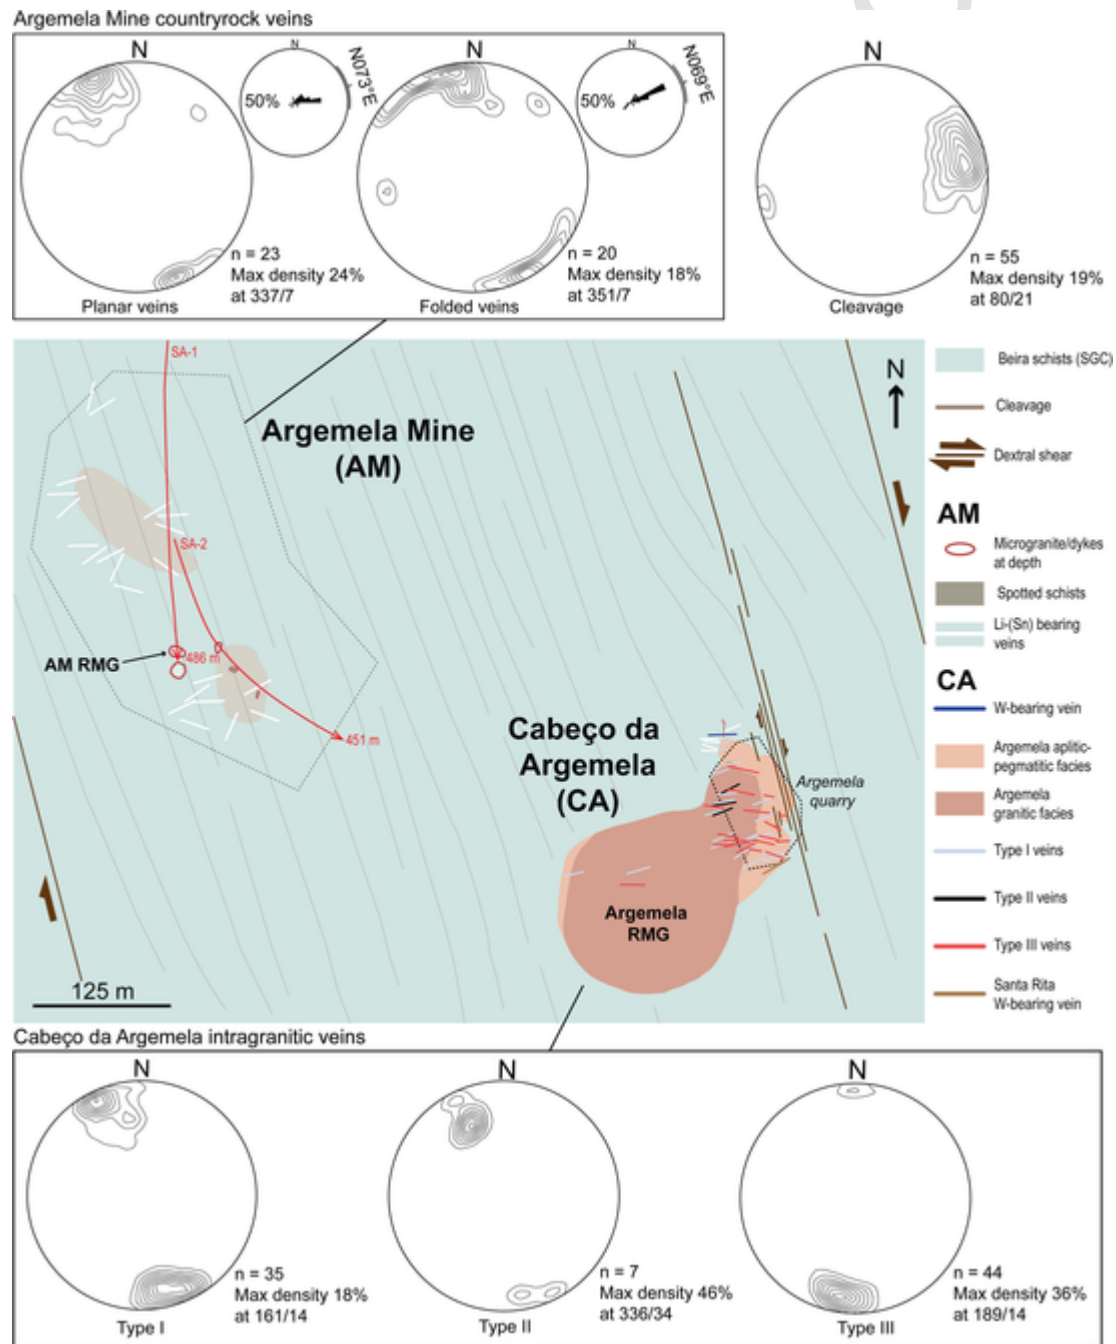 Argemela Mine countryrock veins
N
N
N073°E
50%
n = 23
Max density 24%
at 337/7
Planar veins
N
N
N069°E
50%
n = 20
Max density 18%
at 351/7
Folded veins
N
n = 55
Max density 19%
at 80/21
Cleavage
SA-1
Argemela Mine
(AM)
SA-2
AM RMG
486 m
451 m
Cabeço da
Argemela
(CA)
Argemela
quarry
Argemela
RMG
125 m
N
Beira schists (SGC)
Cleavage
Dextral shear
AM
Microgranite/dykes
at depth
Spotted schists
Li-(Sn) bearing
veins
CA
W-bearing vein
Argemela aplitic-
pegmatitic facies
Argemela
granitic facies
Type I veins
Type II veins
Type III veins
Santa Rita
W-bearing vein
Cabeço da Argemela intragranitic veins
N
n = 35
Max density 18%
at 161/14
Type I
N
n = 7
Max density 46%
at 336/34
Type II
N
n = 44
Max density 36%
at 189/14
Type III